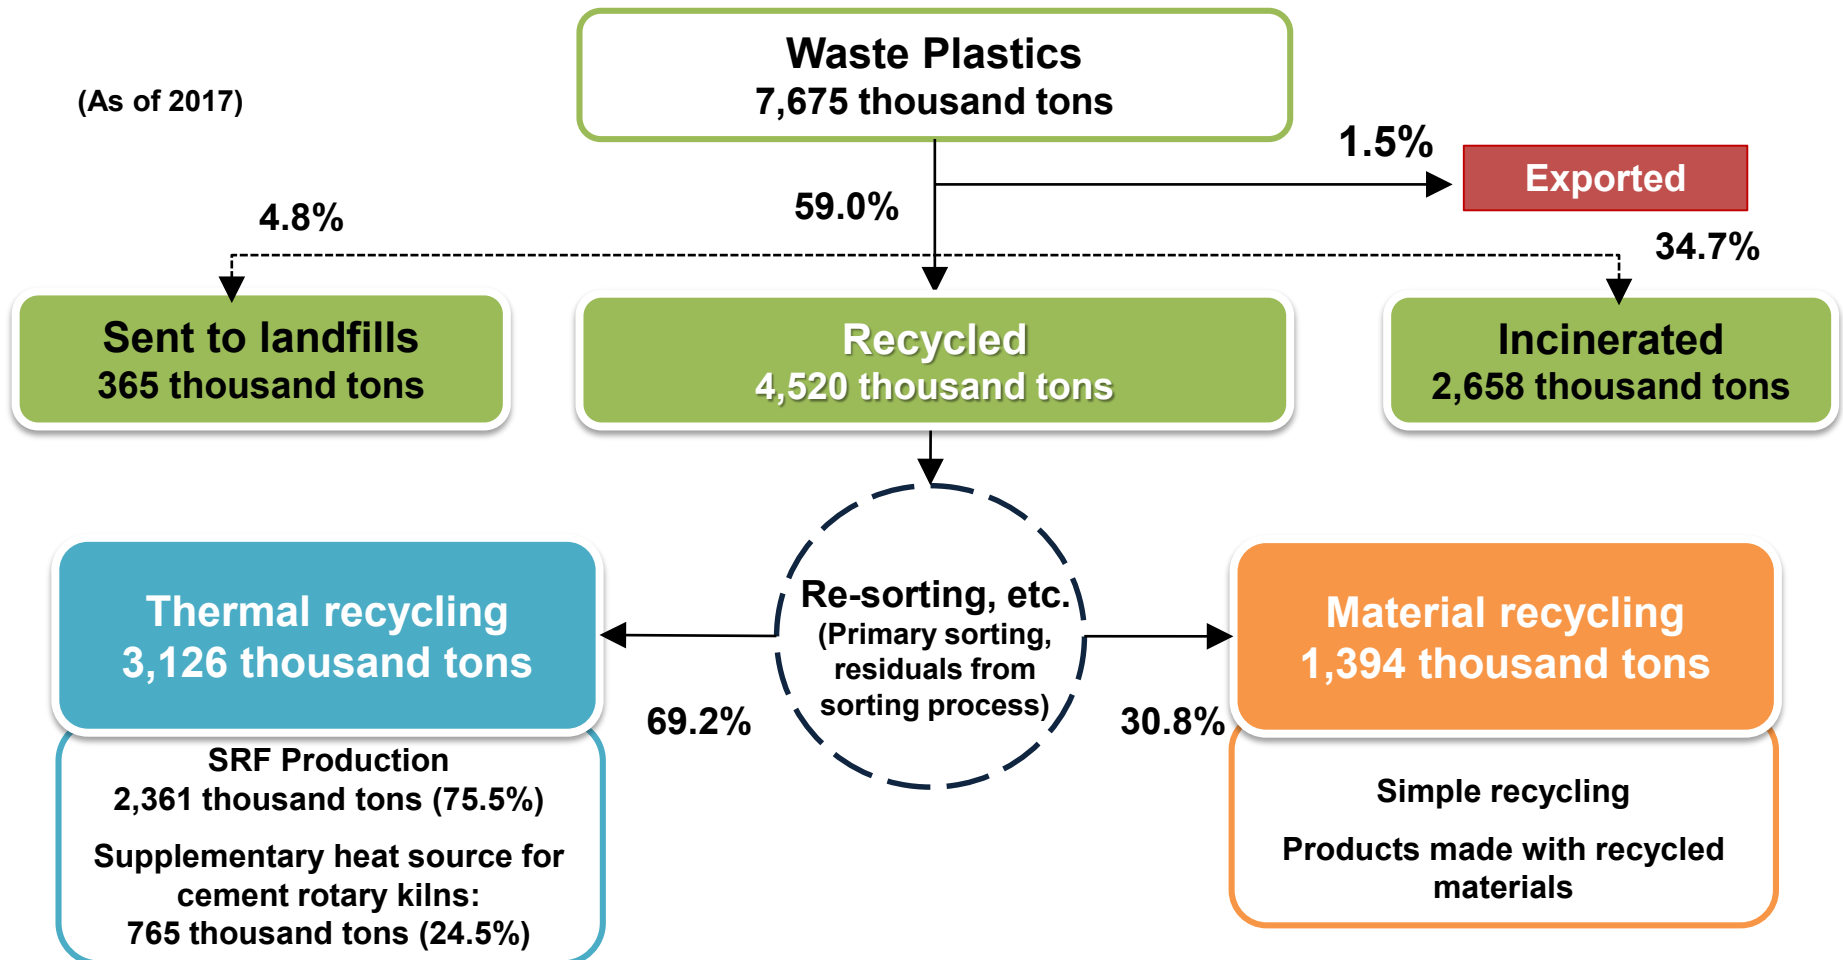 Waste Plastics
7,675 thousand tons
(As of 2017)
1.5%
Exported
59.0%
4.8%
34.7%
Sent to landfills
365 thousand tons
Recycled
4,520 thousand tons
Incinerated
2,658 thousand tons
Thermal recycling
3,126 thousand tons
Re-sorting, etc.
(Primary sorting,
residuals from
sorting process)
Material recycling
1,394 thousand tons
69.2%
30.8%
SRF Production
2,361 thousand tons (75.5%)
Supplementary heat source for
cement rotary kilns:
765 thousand tons (24.5%)
Simple recycling
Products made with recycled
materials